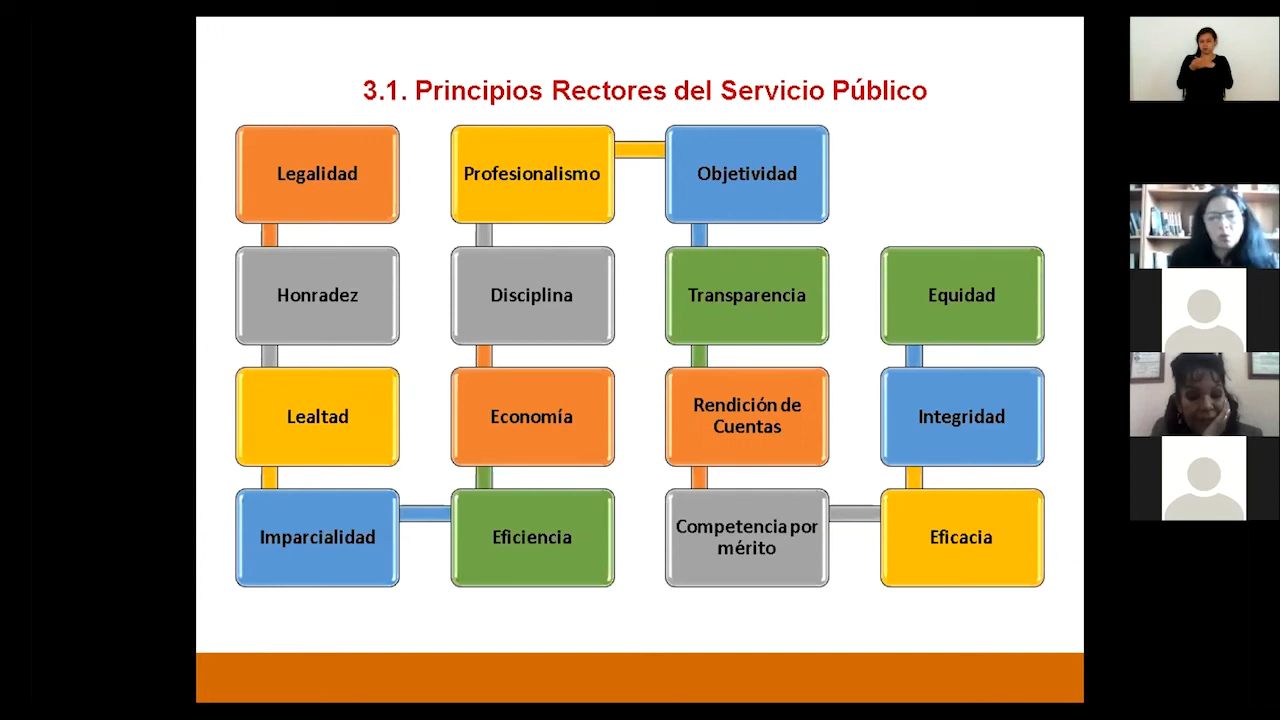 3.1. Principios Rectores del Servicio Público
Legalidad
Honradez
Lealtad
Imparcialidad
Eficiencia
Economía
Disciplina
Profesionalismo
Objetividad
Transparencia
Rendición de
Cuentas
Competencia por
mérito
Eficacia
Integridad
Equidad